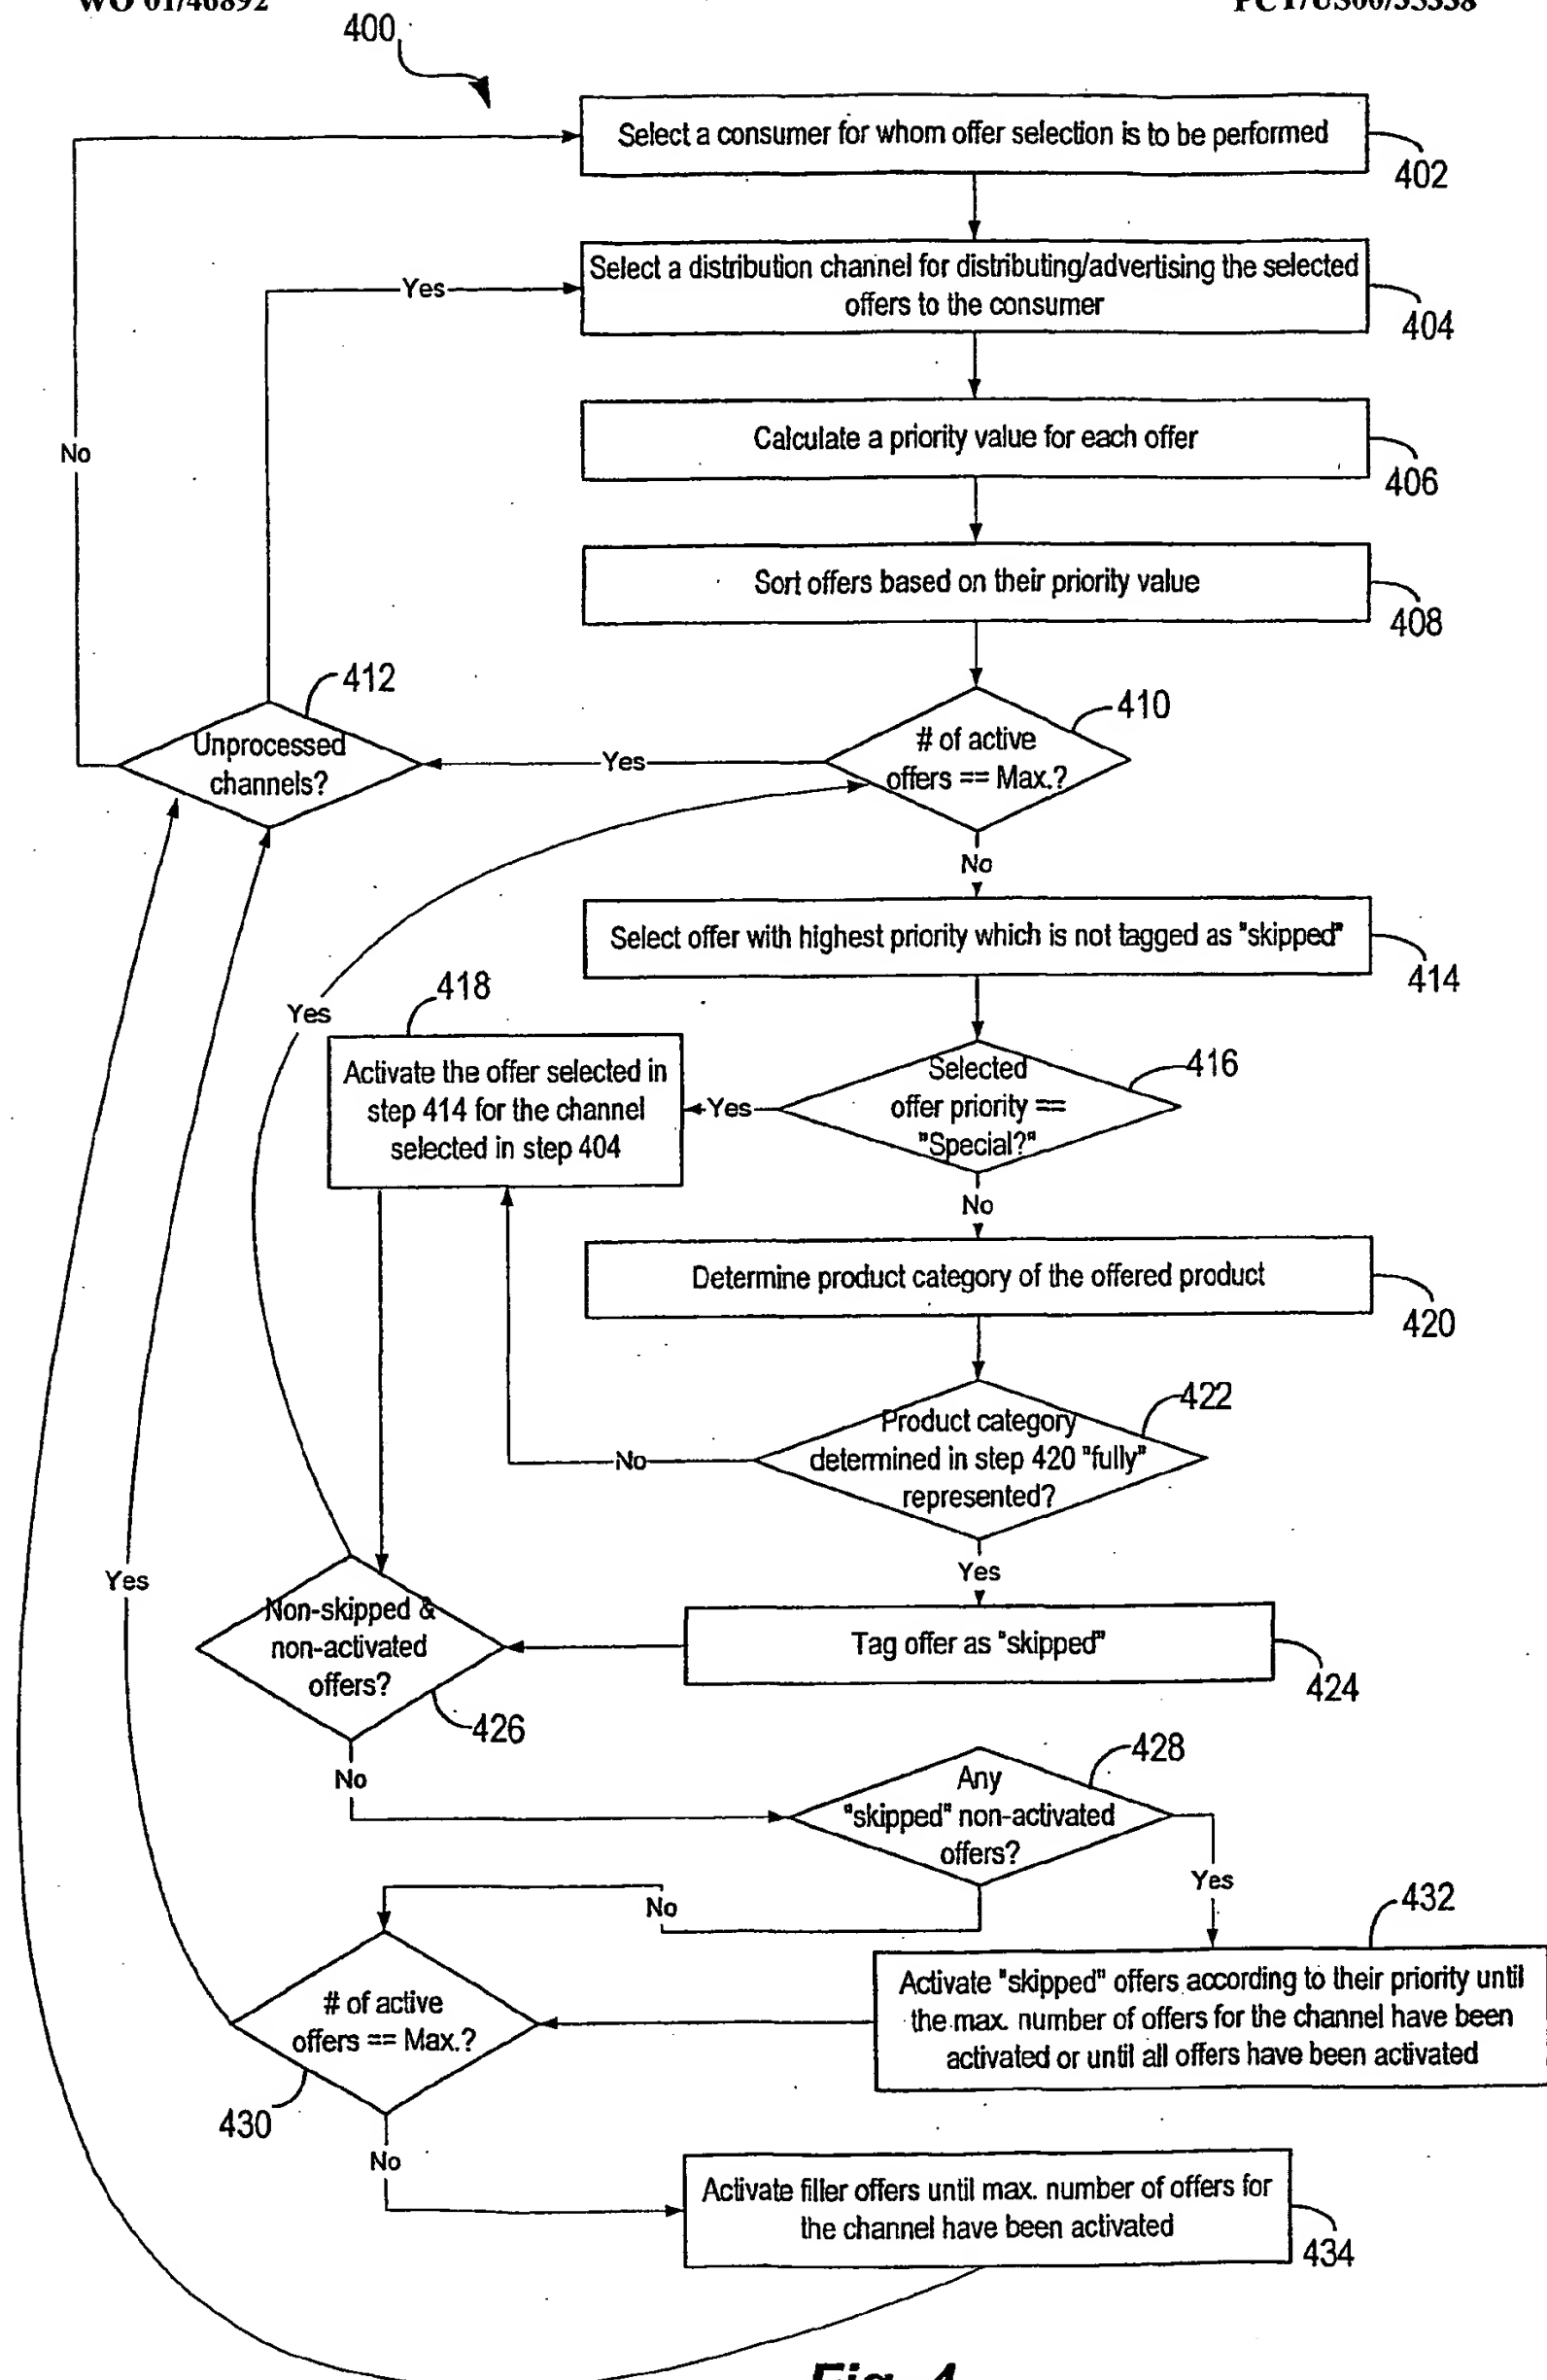 400
Select a consumer for whom offer selection is to be performed
402
Select a distribution channel for distributing/advertising the selected
offers to the consumer
404
Yes
Calculate a priority value for each offer
406
No
Sort offers based on their priority value
408
412
Unprocessed
channels?
410
# of active
offers == Max.?
Yes
No
Select offer with highest priority which is not tagged as "skipped"
414
418
Yes
Activate the offer selected in
step 414 for the channel
selected in step 404
416
Selected
offer priority ==
"Special?"
Yes
No
Determine product category of the offered product
420
422
Product category
determined in step 420 "fully"
represented?
No
Yes
Yes
Non-skipped &
non-activated
offers?
426
Tag offer as "skipped"
424
No
428
Any
"skipped" non-activated
offers?
Yes
No
432
Activate "skipped" offers according to their priority until
the max. number of offers for the channel have been
activated or until all offers have been activated
# of active
offers == Max.?
430
No
Activate filler offers until max. number of offers for
the channel have been activated
434